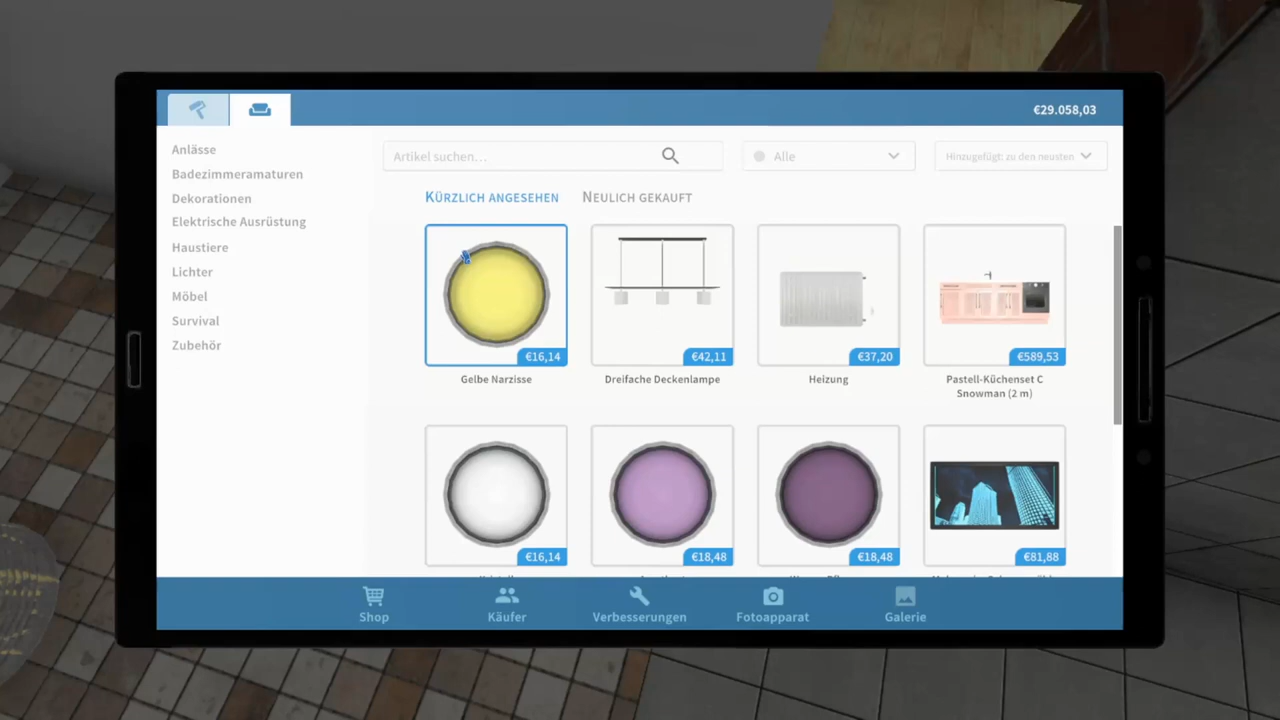 €29.058,03
Anlässe
Badezimmeramaturen
Dekorationen
Elektrische Ausrüstung
Haustiere
Lichter
Möbel
Survival
Zubehör
Artikel suchen...
Alle
Hinzugefügt: zu den neusten
KÜRZLICH ANGESEHEN
NEULICH GEKAUFT
€16,14
€42,11
€37,20
€589,53
Gelbe Narzisse
Dreifache Deckenlampe
Heizung
Pastell-Küchenset C
Snowman (2 m)
€16,14
€18,48
€18,48
€81,88
Shop
Käufer
Verbesserungen
Fotoapparat
Galerie